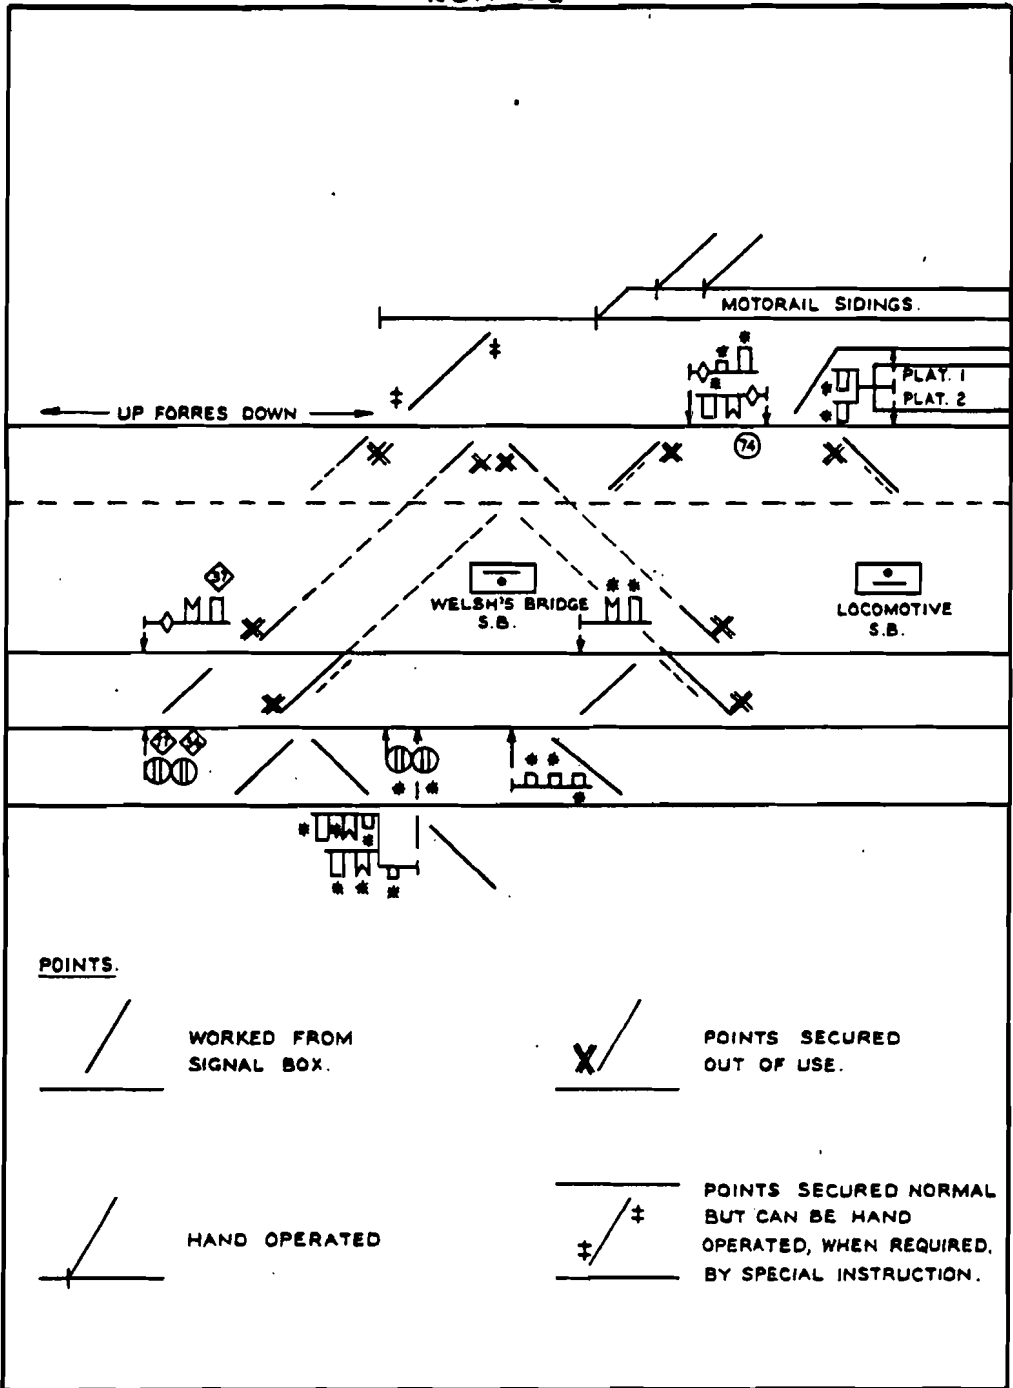 MOTORAIL SIDINGS.
PLAT. 1
PLAT. 2
UP FORRES DOWN
74
37
M
M
WELSH'S BRIDGE
S.B.
LOCOMOTIVE
S.B.
POINTS.
WORKED FROM
SIGNAL BOX.
POINTS SECURED
OUT OF USE.
HAND OPERATED
POINTS SECURED NORMAL
BUT CAN BE HAND
OPERATED, WHEN REQUIRED,
BY SPECIAL INSTRUCTION.